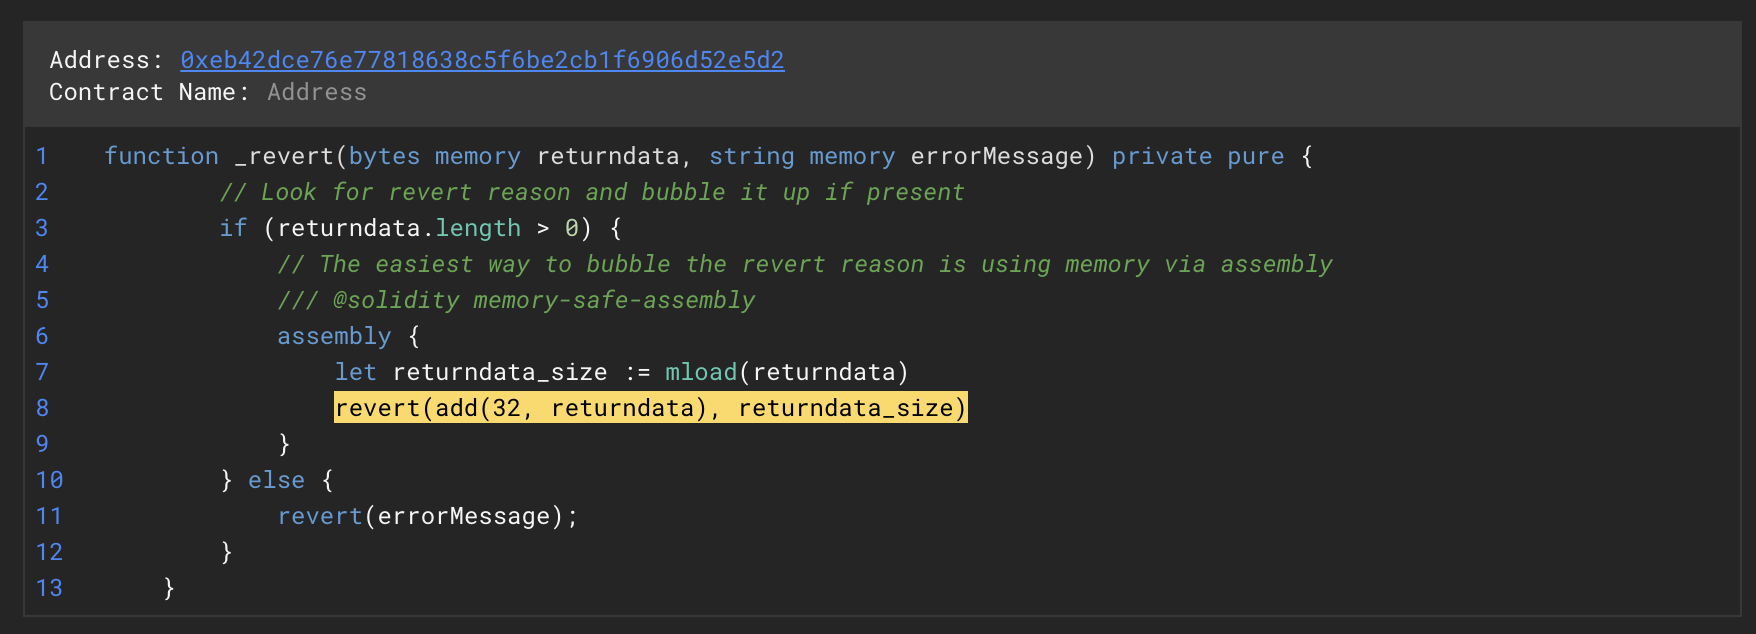 Address: 0xeb42dce76e77818638c5f6be2cb1f6906d52e5d2
Contract Name: Address
1 function _revert(bytes memory returndata, string memory errorMessage) private pure {
2 // Look for revert reason and bubble it up if present
3 if (returndata.length > 0) {
4 // The easiest way to bubble the revert reason is using memory via assembly
5 /// @solidity memory-safe-assembly
6 assembly {
7 let returndata_size := mload(returndata)
8 revert(add(32, returndata), returndata_size)
9 }
10 } else {
11 revert(errorMessage);
12 }
13 }